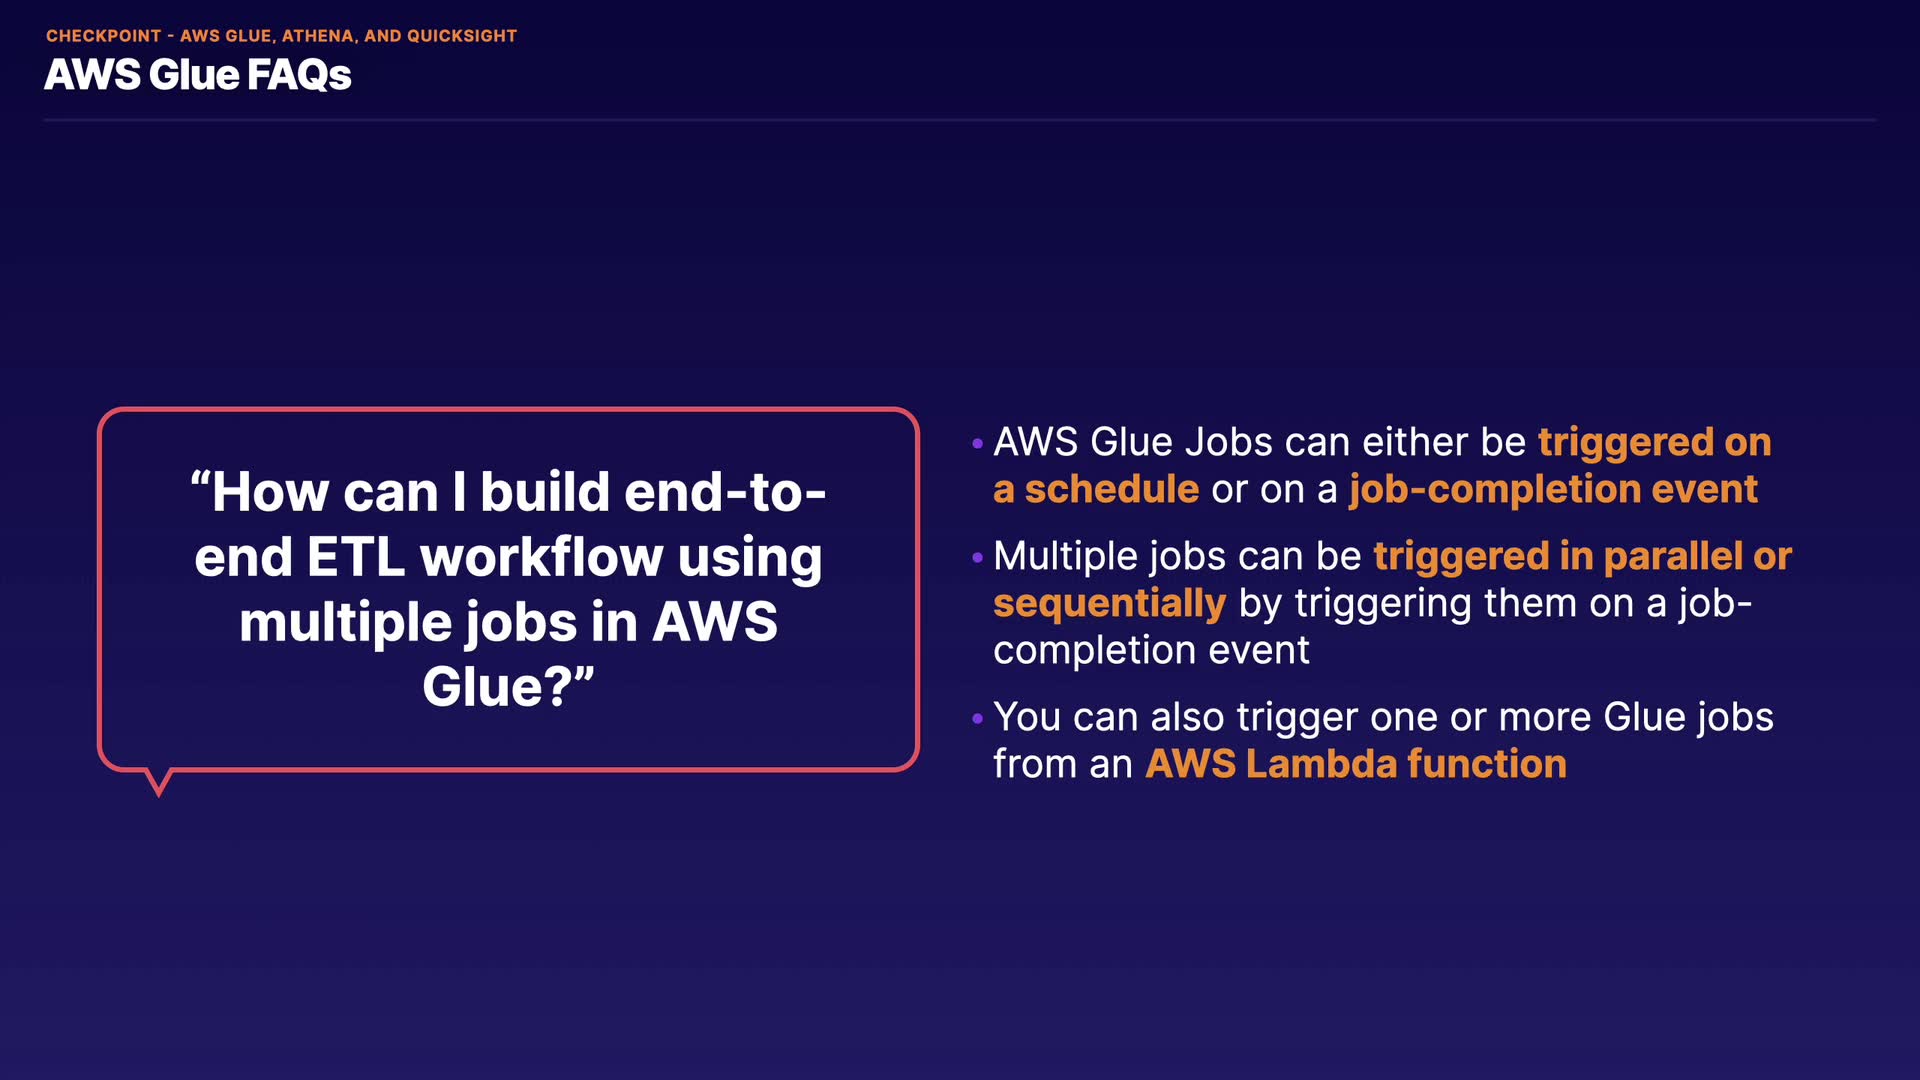 CHECKPOINT - AWS GLUE, ATHENA, AND QUICKSIGHT
AWS Glue FAQs
“How can I build end-to-
end ETL workflow using
multiple jobs in AWS
Glue?”
• AWS Glue Jobs can either be triggered on
a schedule or on a job-completion event
• Multiple jobs can be triggered in parallel or
sequentially by triggering them on a job-
completion event
• You can also trigger one or more Glue jobs
from an AWS Lambda function